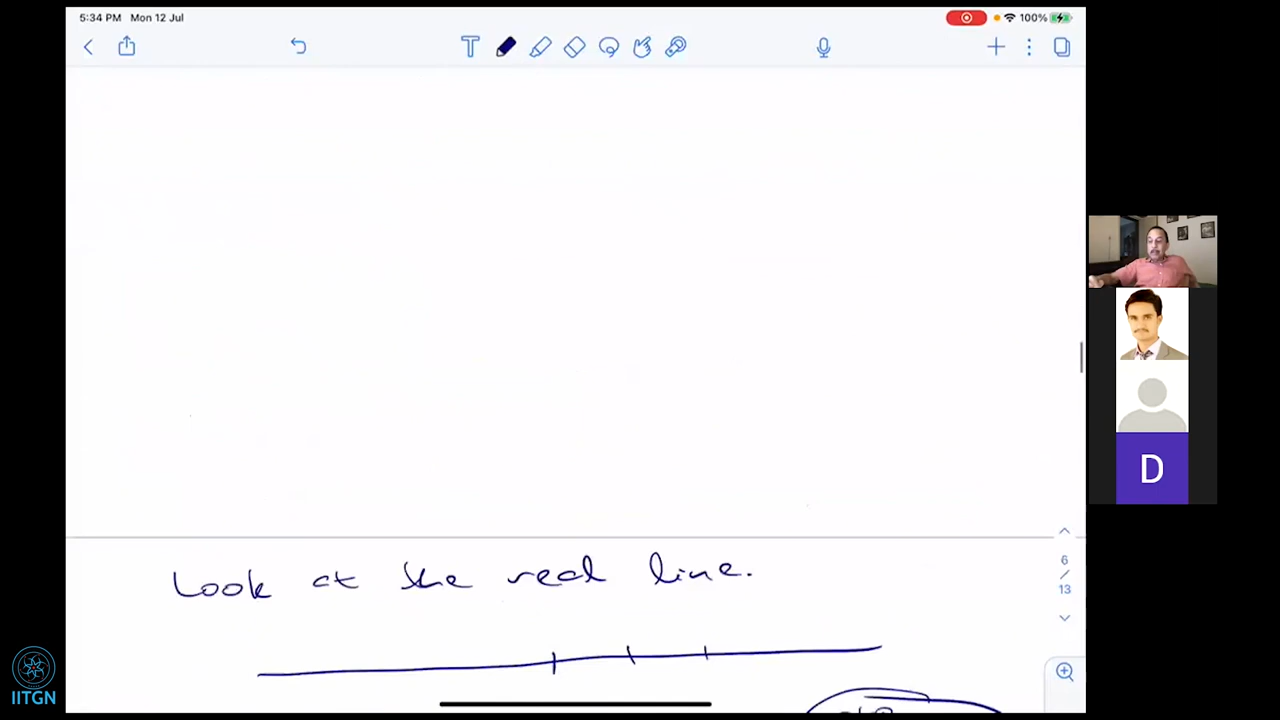 5:34 PM Mon 12 Jul
100%
T
D
6
/
13
Look at the real line.
IITGN